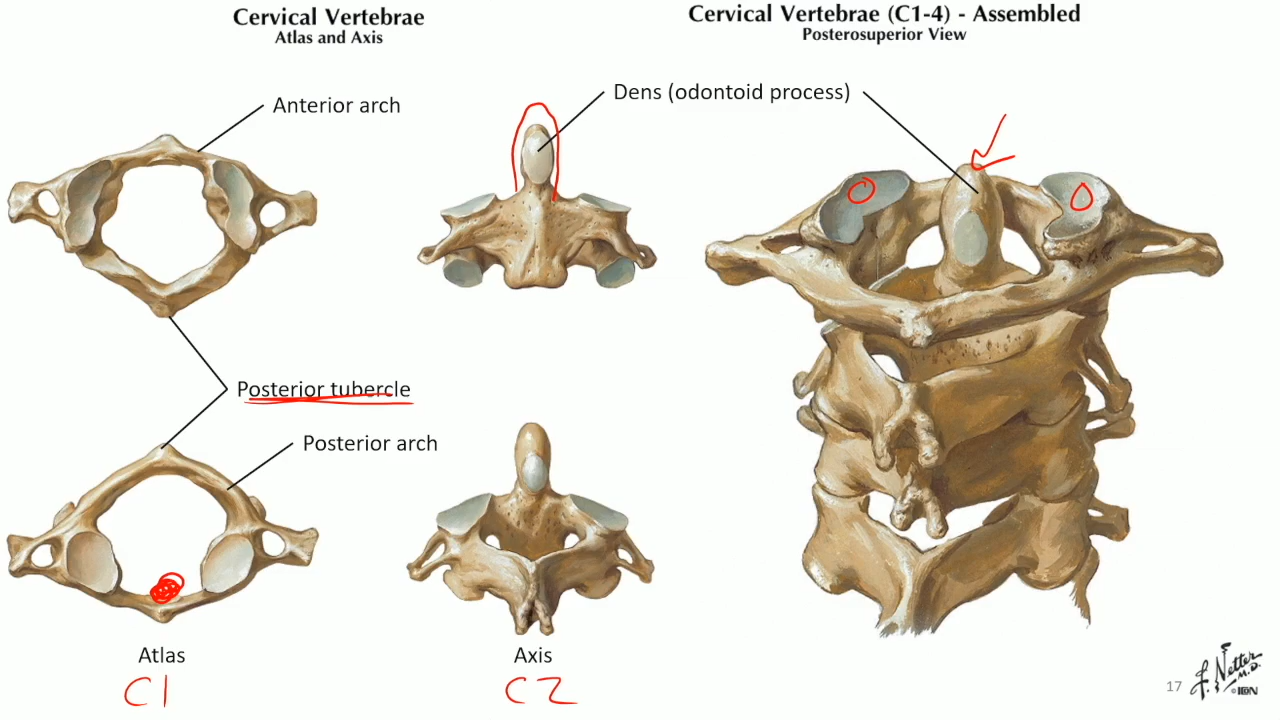 Cervical Vertebrae
Atlas and Axis
Cervical Vertebrae (C1-4) - Assembled
Posterosuperior View
Anterior arch
Dens (odontoid process)
Posterior tubercle
Posterior arch
Atlas
Axis
C1
C2
17
F. Netter
M.D.
©ICON